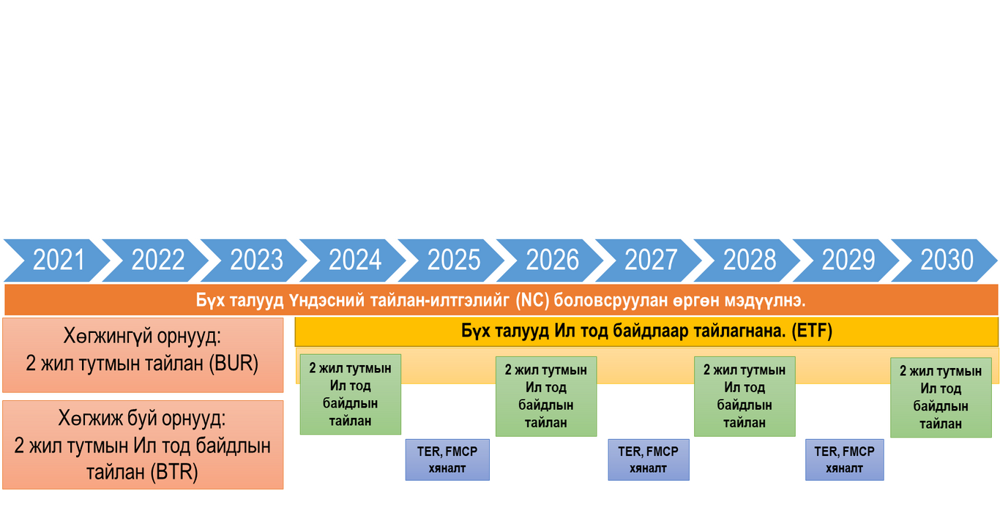 2021 2022 2023 2024 2025 2026 2027 2028 2029 2030
Бүх талууд Үндэсний тайлан-илтгэлийг (NC) боловсруулан өргөн мэдүүлнэ.
Хөгжингүй орнууд:
2 жил тутмын тайлан (BUR)
Хөгжиж буй орнууд:
2 жил тутмын Ил тод байдлын
тайлан (BTR)
Бүх талууд Ил тод байдлаар тайлагнана. (ETF)
2 жил тутмын
Ил тод
байдлын
тайлан
TER, FMCP
хяналт
2 жил тутмын
Ил тод
байдлын
тайлан
TER, FMCP
хяналт
2 жил тутмын
Ил тод
байдлын
тайлан
TER, FMCP
хяналт
2 жил тутмын
Ил тод
байдлын
тайлан